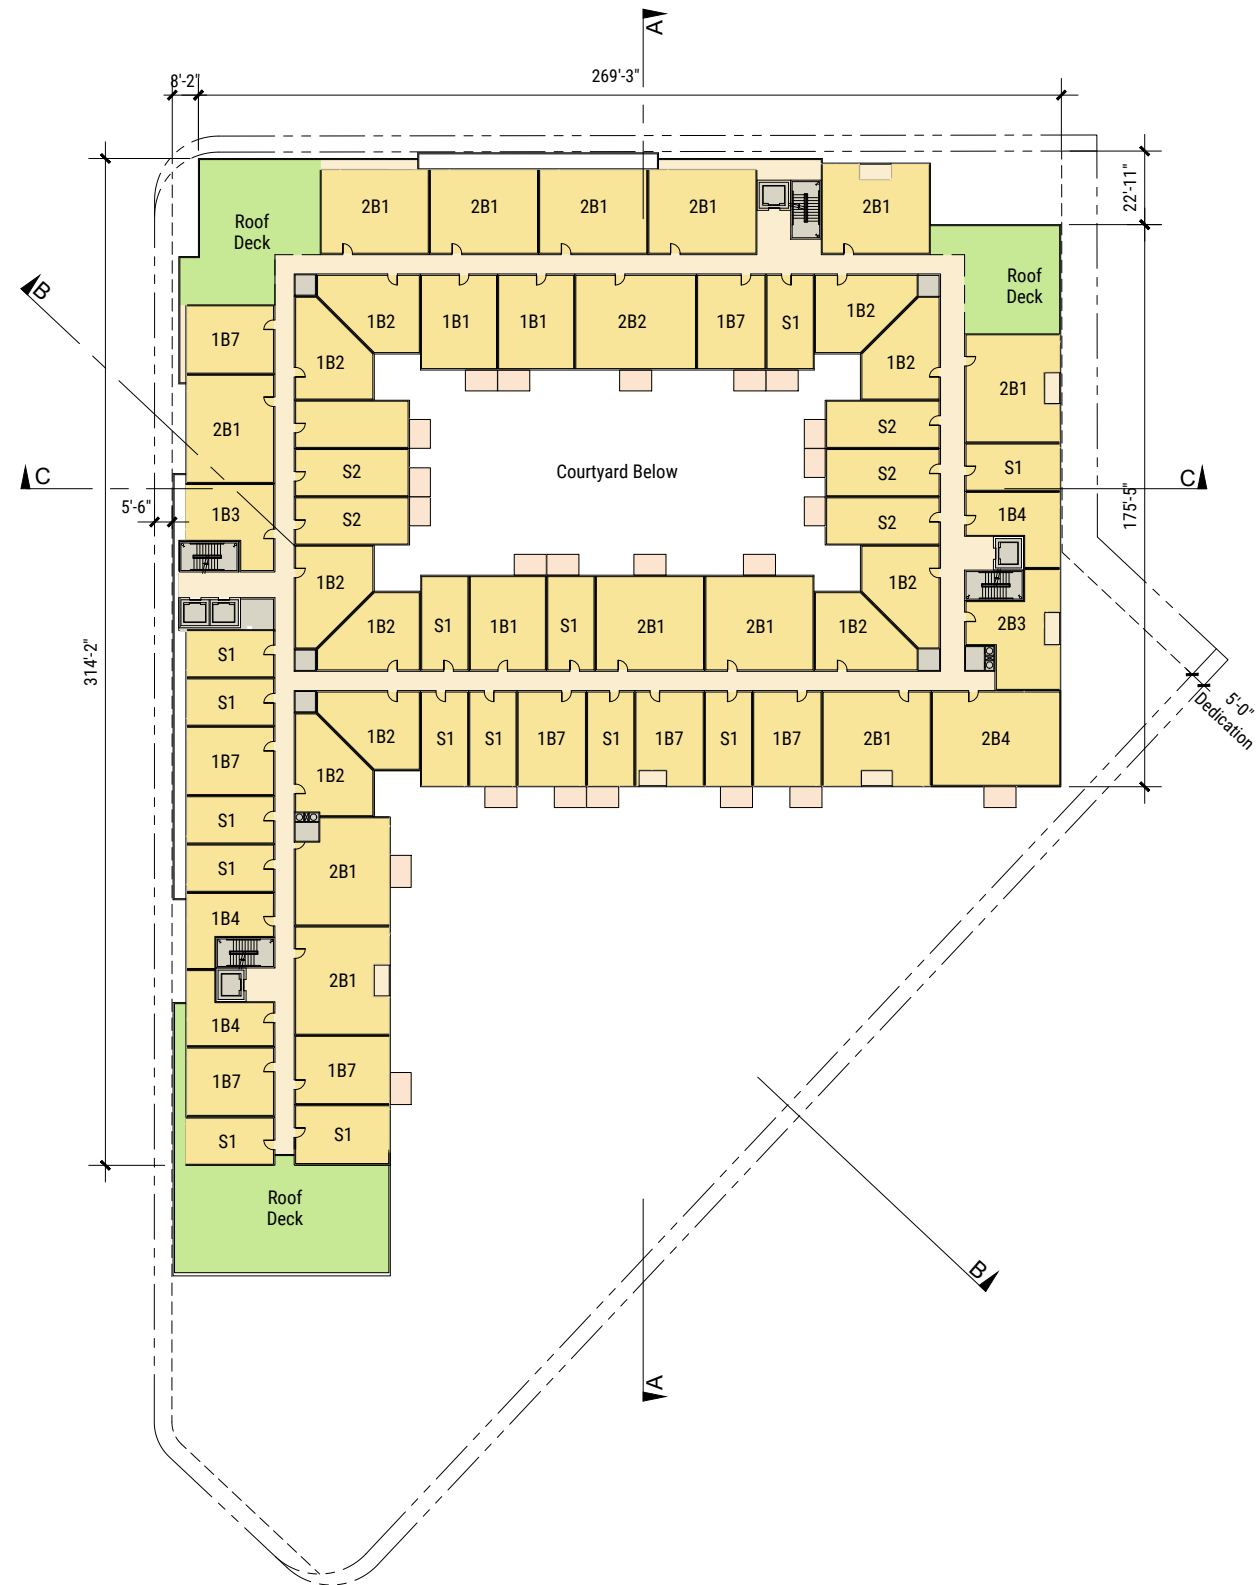 A
8'-2"
269'-3"
22'-11"
Roof
Deck
2B1
2B1
2B1
2B1
2B1
Roof
Deck
B
1B2
1B1
1B1
2B2
1B7
S1
1B2
1B7
1B2
1B2
2B1
2B1
S2
C
S2
Courtyard Below
S2
S1
C
5'-6"
1B3
S2
S2
1B4
175'-5"
1B2
1B2
314'-2"
S1
1B2
S1
1B1
S1
2B1
2B1
1B2
2B3
S1
5'-0"
Dedication
1B7
1B2
1B2
S1
S1
1B7
S1
1B7
S1
1B7
2B1
2B4
S1
S1
2B1
1B4
2B1
1B4
1B7
1B7
S1
S1
Roof
Deck
B
A